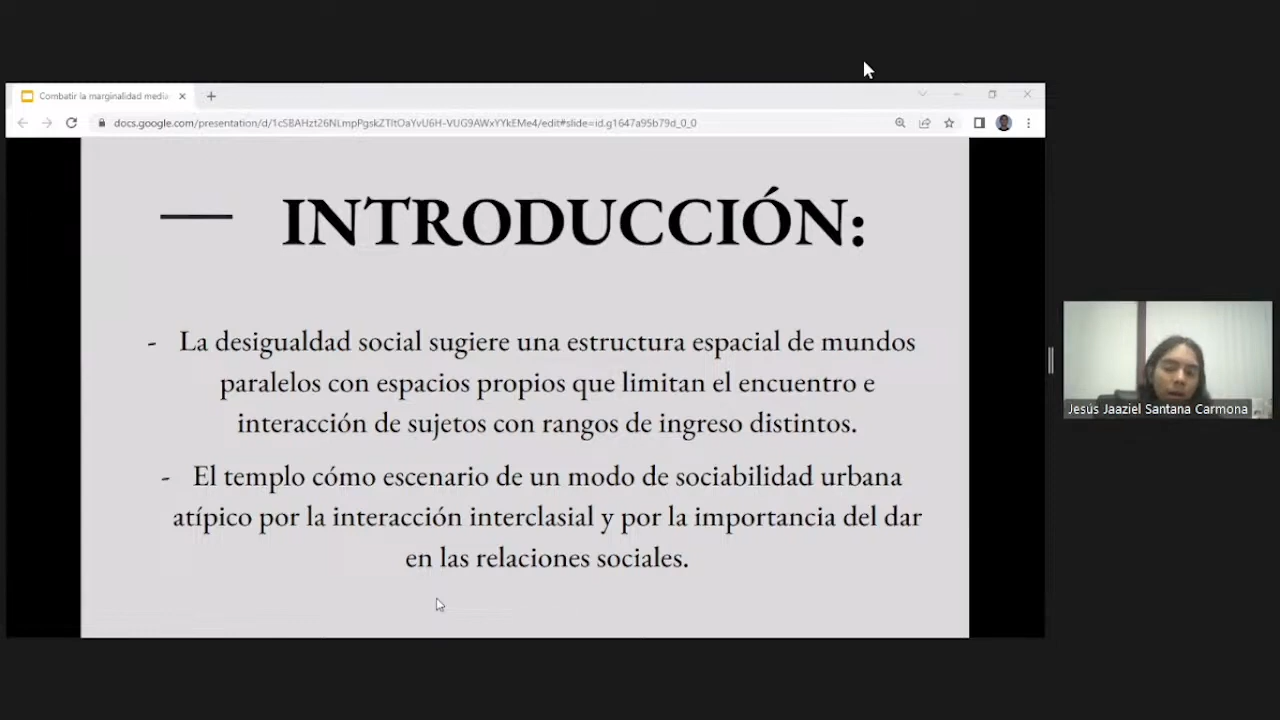 Combatir la marginalidad media
docs.google.com/presentation/d/1cSBAHzt26NLmpPgskZTltOaYvU6H-VUG9AWxYYkEMe4/edit#slide=id.g1647a95b79d_0_0
INTRODUCCIÓN:
- La desigualdad social sugiere una estructura espacial de mundos
paralelos con espacios propios que limitan el encuentro e
interacción de sujetos con rangos de ingreso distintos.
- El templo cómo escenario de un modo de sociabilidad urbana
atípico por la interacción interclasial y por la importancia del dar
en las relaciones sociales.
Jesús Jaaziel Santana Carmona